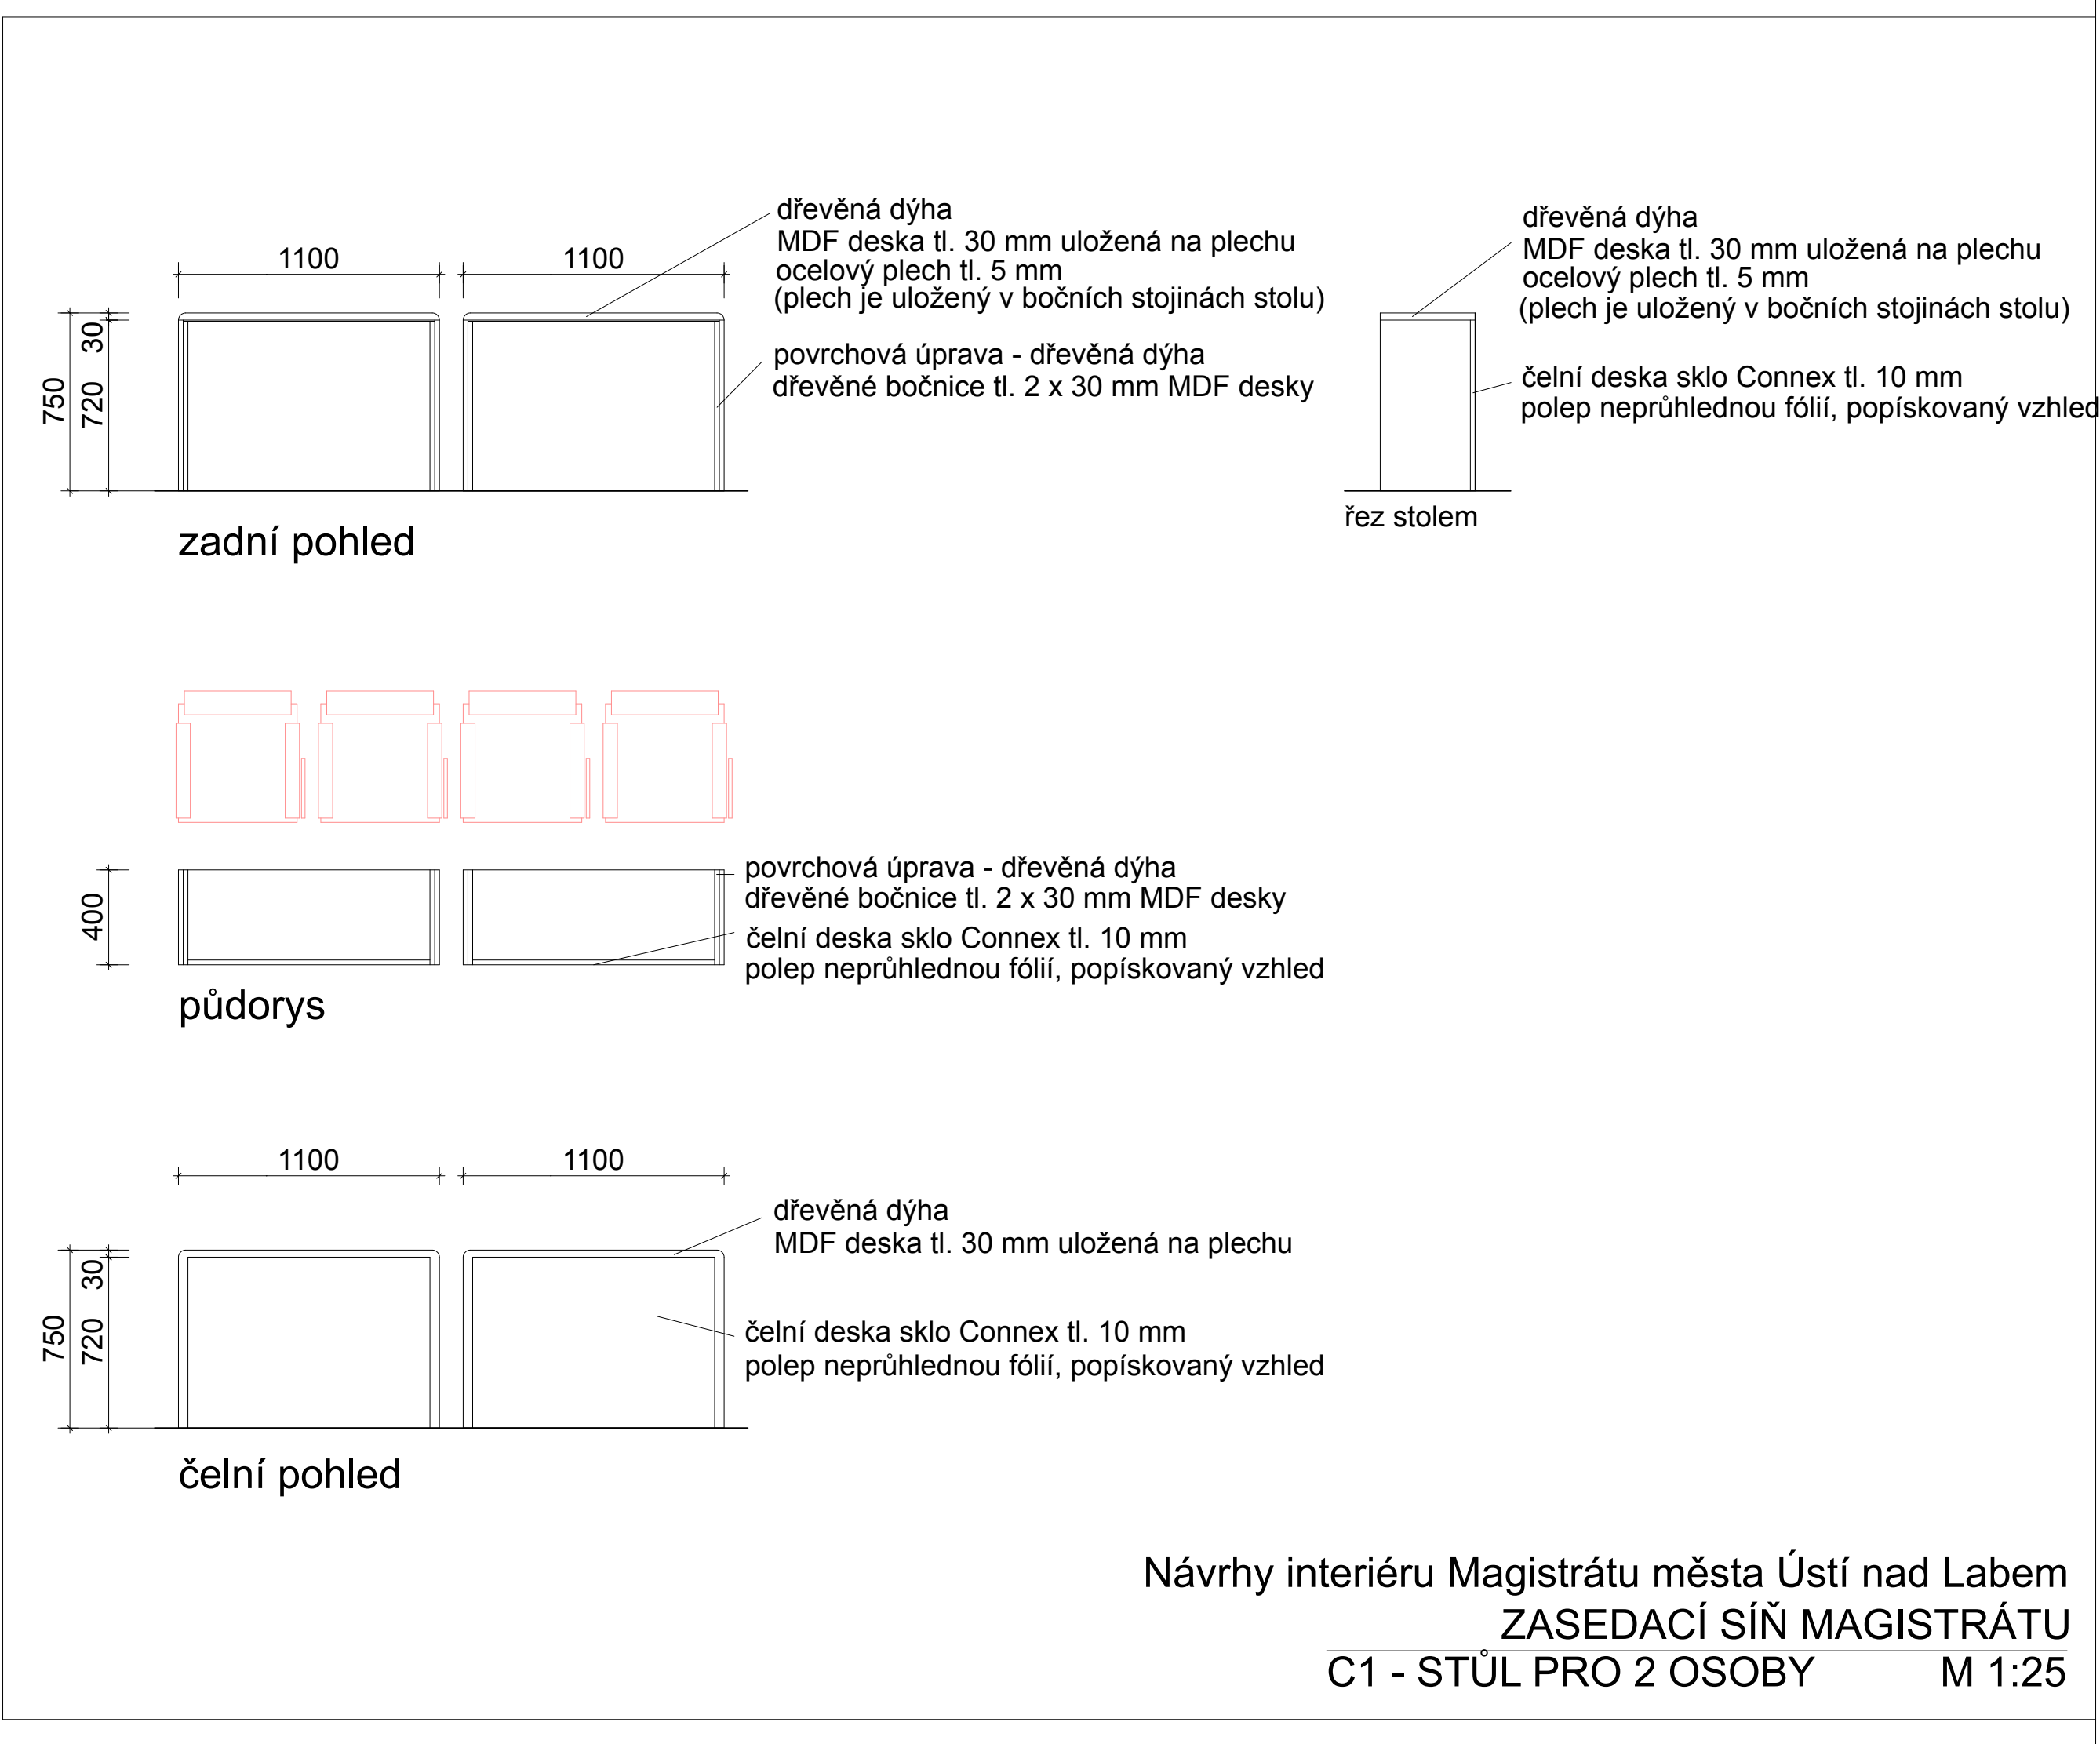 1100
1100
750
30
720
dřevěná dýha
MDF deska tl. 30 mm uložená na plechu
ocelový plech tl. 5 mm
(plech je uložený v bočních stojinách stolu)
povrchová úprava - dřevěná dýha
dřevěné bočnice tl. 2 x 30 mm MDF desky
zadní pohled
dřevěná dýha
MDF deska tl. 30 mm uložená na plechu
ocelový plech tl. 5 mm
(plech je uložený v bočních stojinách stolu)
čelní deska sklo Connex tl. 10 mm
polep neprůhlednou fólií, popískovaný vzhled
řez stolem
400
povrchová úprava - dřevěná dýha
dřevěné bočnice tl. 2 x 30 mm MDF desky
čelní deska sklo Connex tl. 10 mm
polep neprůhlednou fólií, popískovaný vzhled
půdorys
1100
1100
750
30
720
dřevěná dýha
MDF deska tl. 30 mm uložená na plechu
čelní deska sklo Connex tl. 10 mm
polep neprůhlednou fólií, popískovaný vzhled
čelní pohled
Návrhy interiéru Magistrátu města Ústí nad Labem
ZASEDACÍ SÍŇ MAGISTRÁTU
C1 - STŮL PRO 2 OSOBY M 1:25